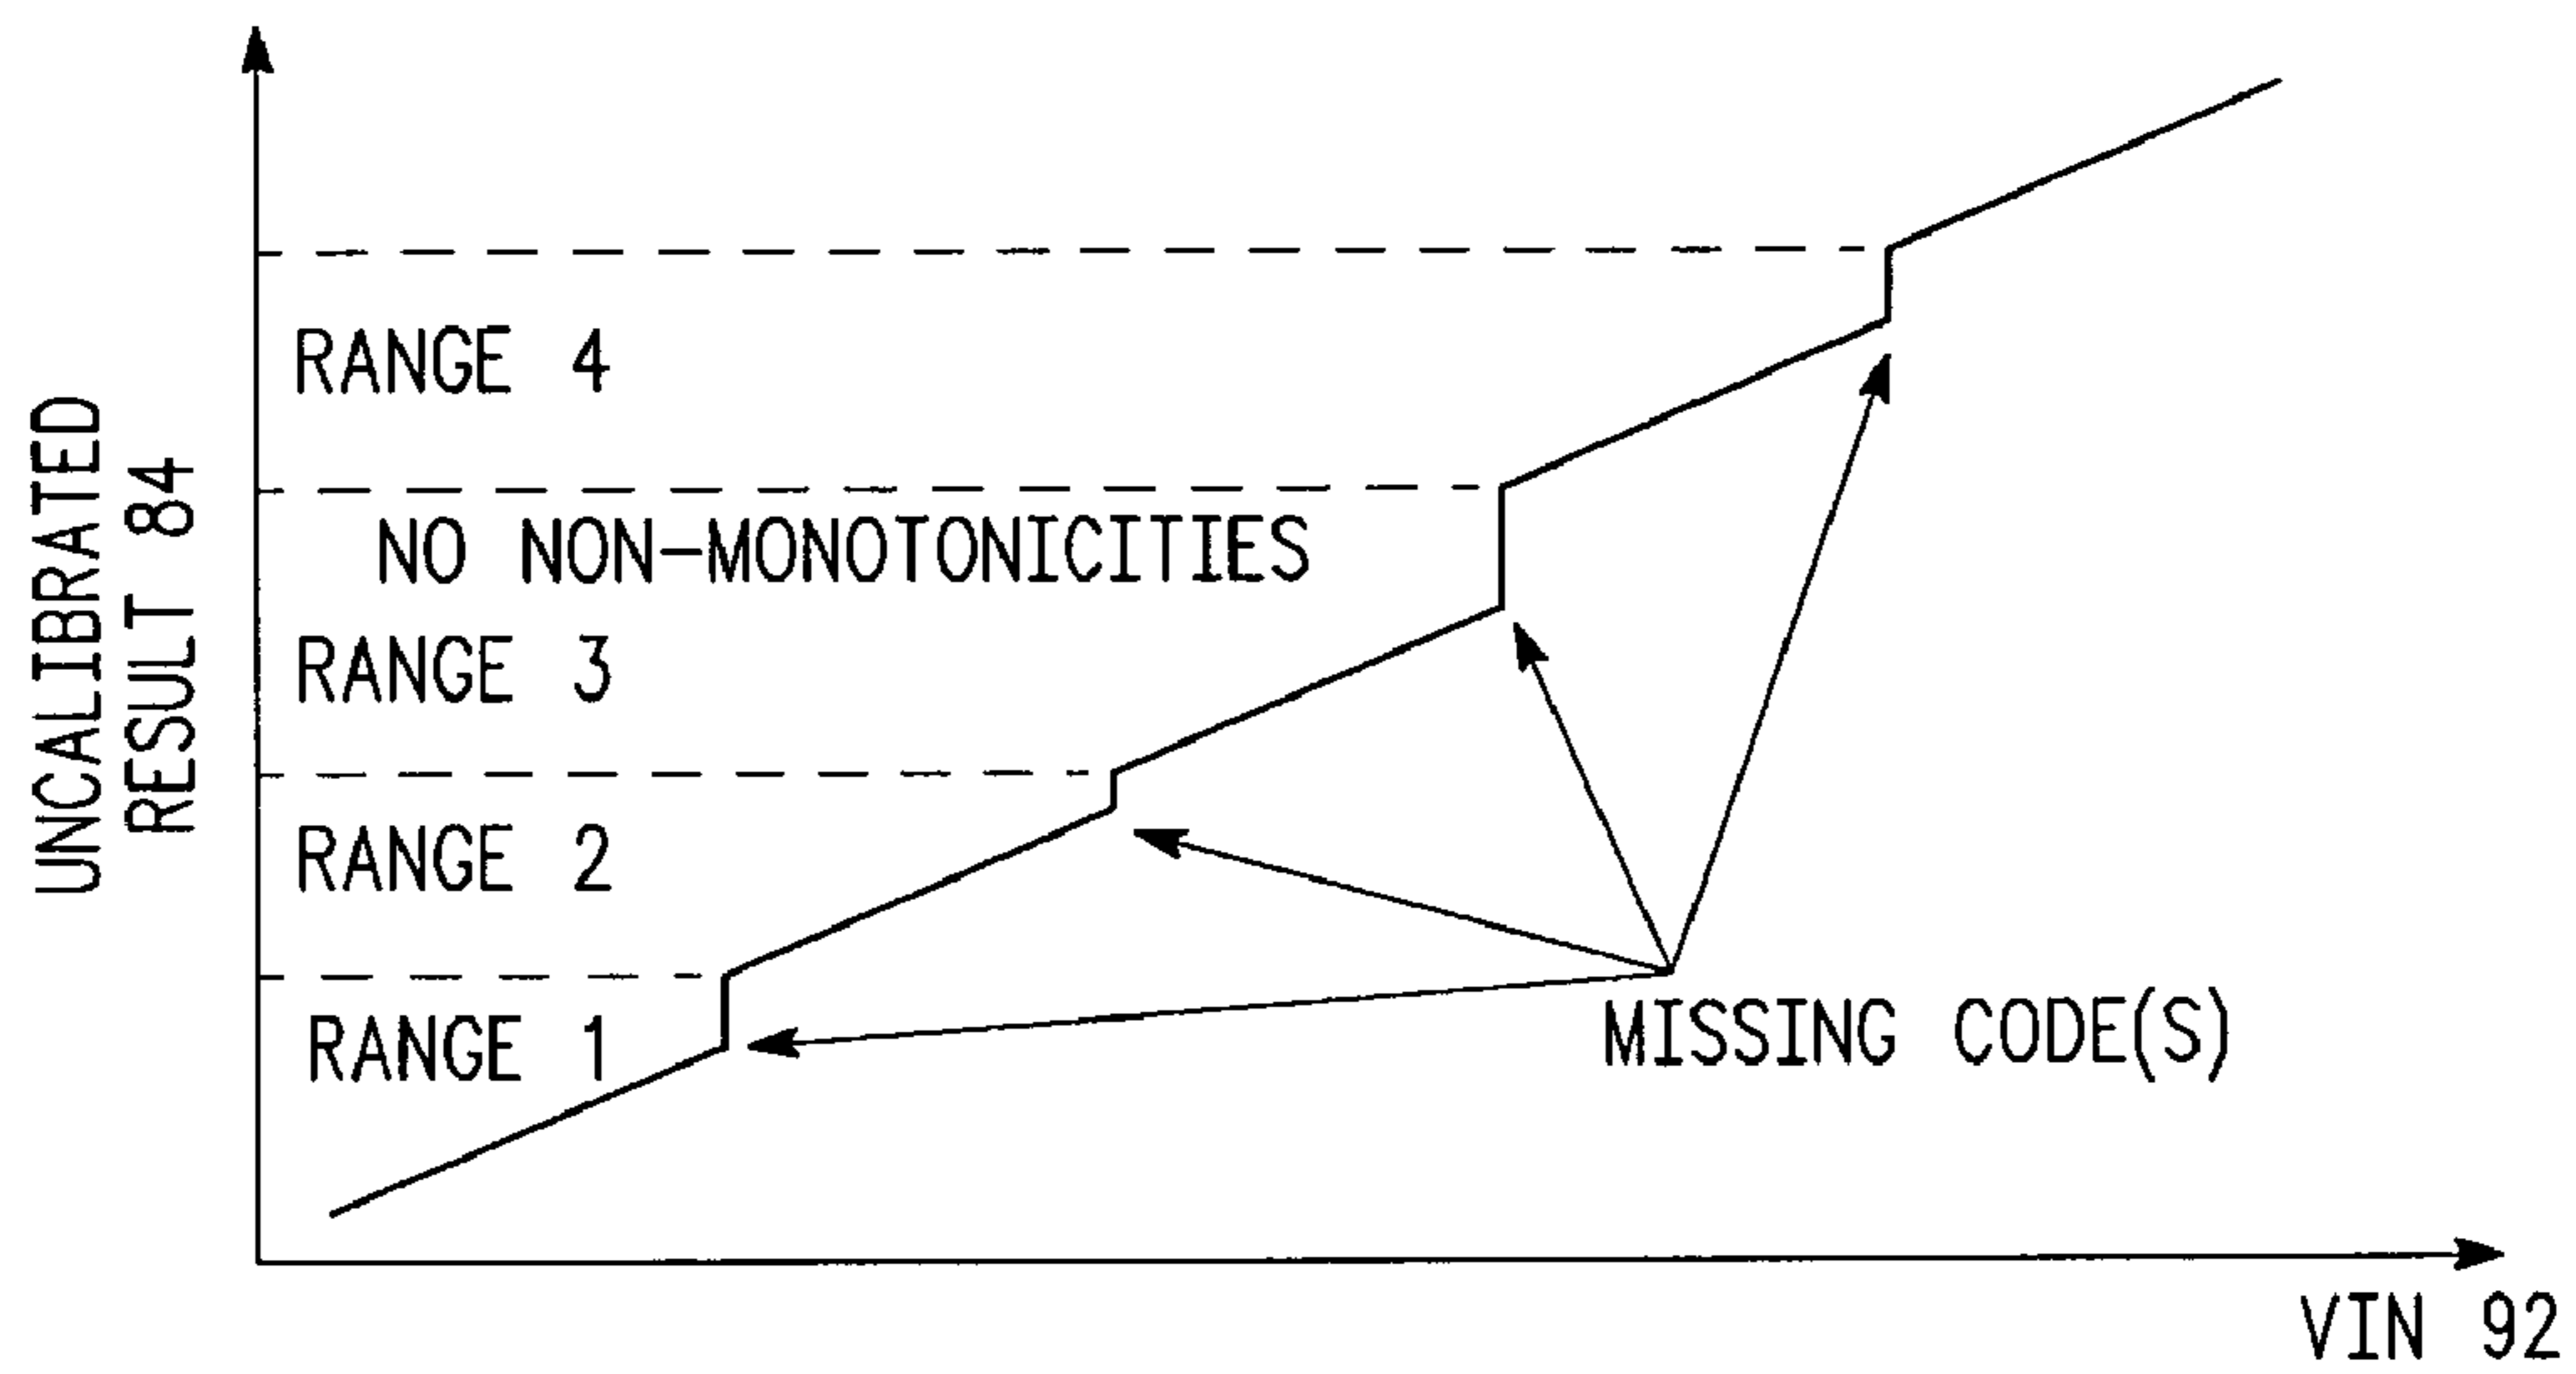 UNCALIBRATED
RESULT 84
RANGE 4
NO NON-MONOTONICITIES
RANGE 3
RANGE 2
RANGE 1
MISSING CODE(S)
VIN 92